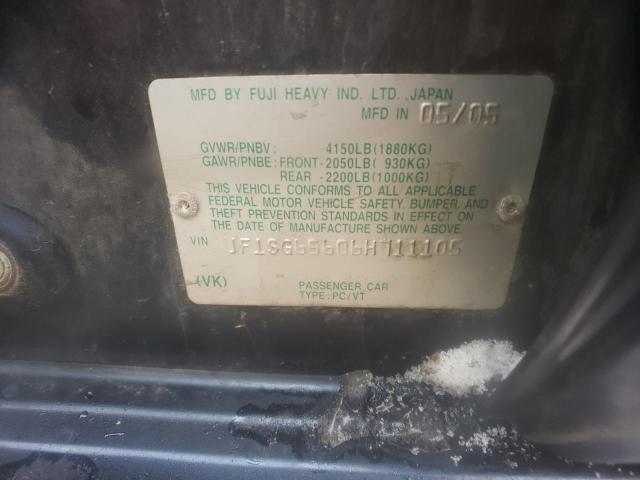 MFD BY FUJI HEAVY IND. LTD. JAPAN
MFD IN 05/05
GVWR/PNBV: 4150LB(1880KG)
GAWR/PNBE: FRONT-2050LB( 930KG)
REAR -2200LB(1000KG)
THIS VEHICLE CONFORMS TO ALL APPLICABLE
FEDERAL MOTOR VEHICLE SAFETY, BUMPER, AND
THEFT PREVENTION STANDARDS IN EFFECT ON
THE DATE OF MANUFACTURE SHOWN ABOVE.
VIN JF1SG65606H711105
(VK) PASSENGER CAR
TYPE: PC/VT